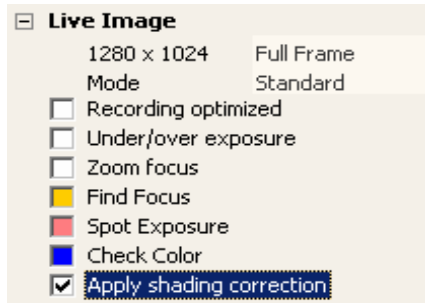 Live Image
1280 x 1024 Full Frame
Mode Standard
Recording optimized
Under/over exposure
Zoom focus
Find Focus
Spot Exposure
Check Color
Apply shading correction